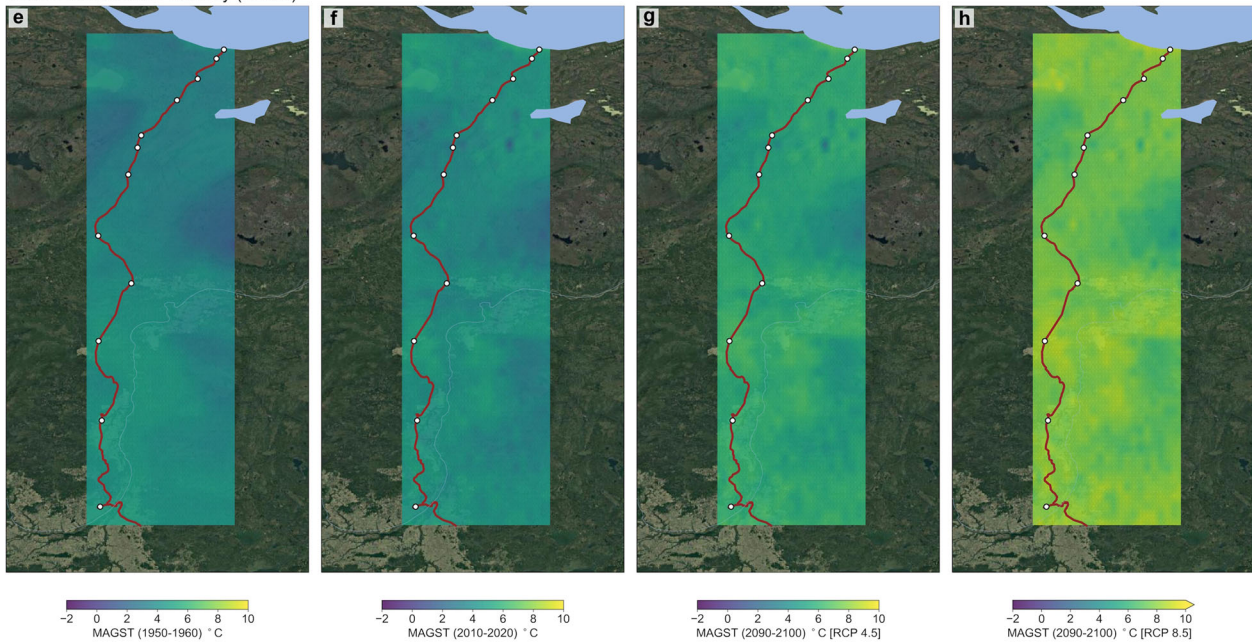 e
f
g
h
−2 0 2 4 6 8 10
MAGST (1950-1960) °C
−2 0 2 4 6 8 10
MAGST (2010-2020) °C
−2 0 2 4 6 8 10
MAGST (2090-2100) °C [RCP 4.5]
−2 0 2 4 6 8 10
MAGST (2090-2100) °C [RCP 8.5]